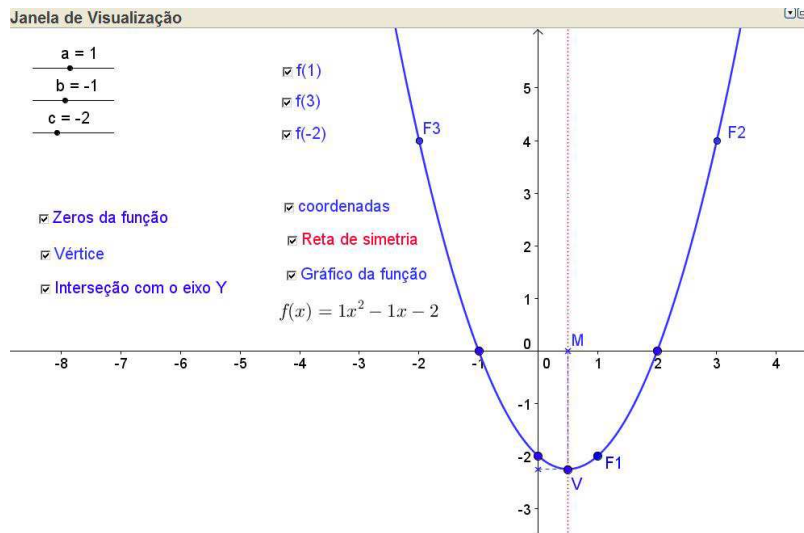 Janela de Visualização
a = 1
b = -1
c = -2
f(1)
f(3)
f(-2)
Zeros da função
Vértice
Interseção com o eixo Y
coordenadas
Reta de simetria
Gráfico da função
f(x) = 1x² − 1x − 2
F3
F2
M
V
F1
5
4
3
2
1
0
-1
-2
-3
-8 -7 -6 -5 -4 -3 -2 -1 0 1 2 3 4